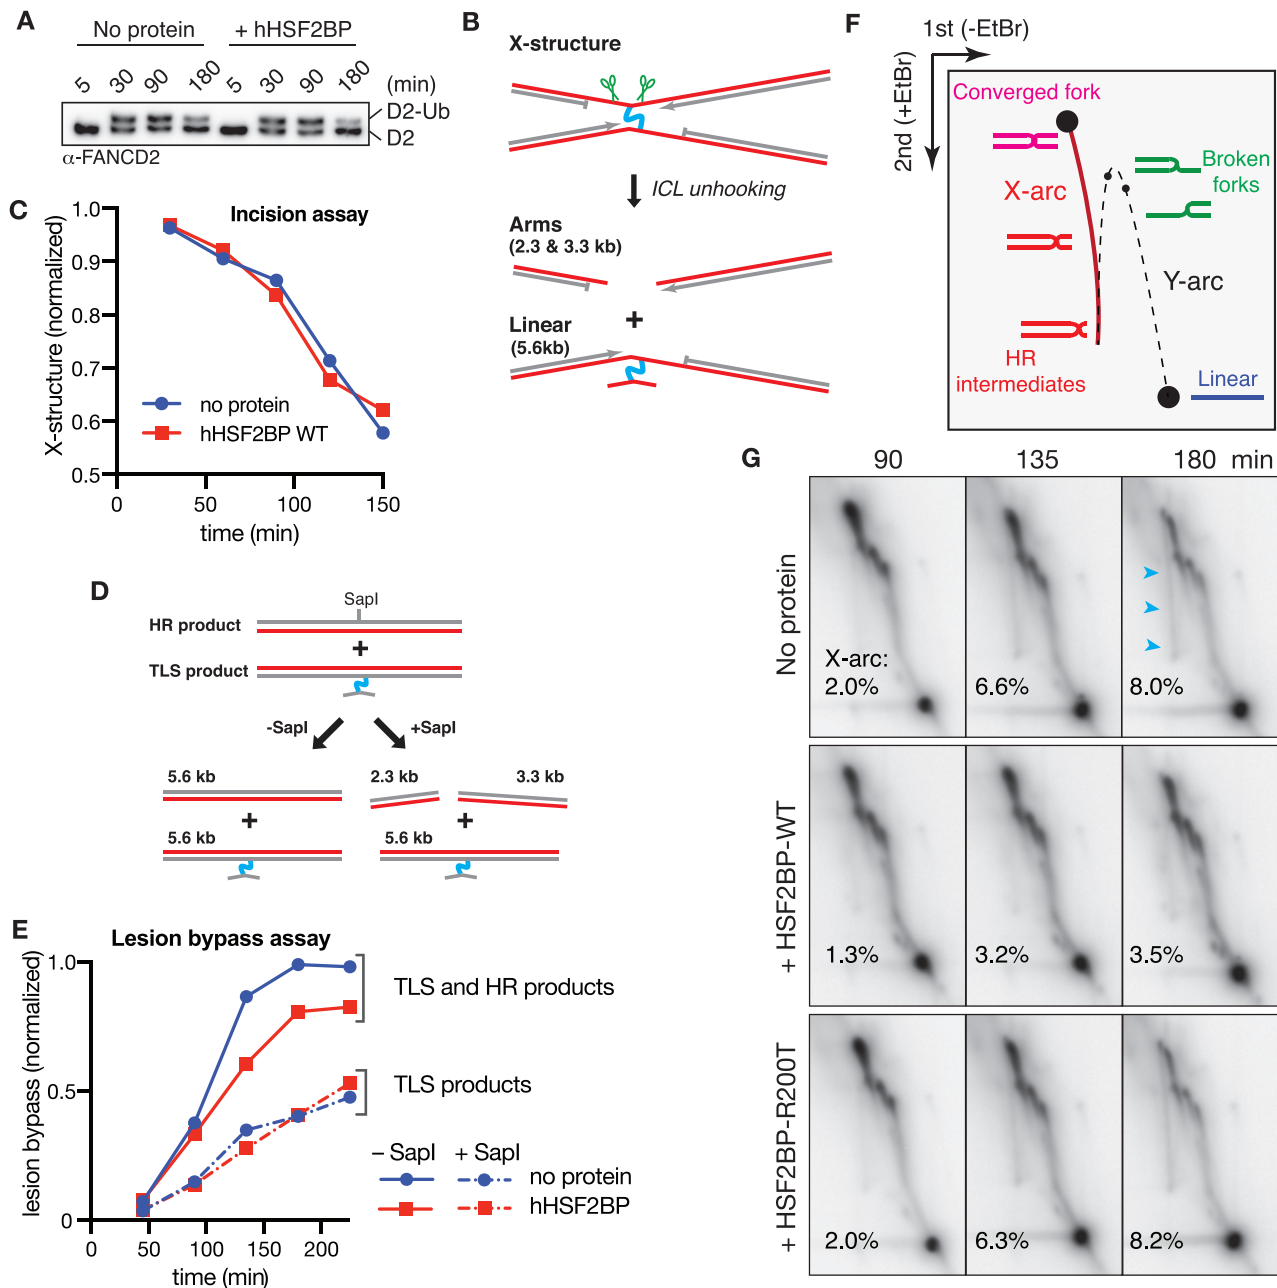 A
No protein
+ hHSF2BP
5 30 90 180 5 30 90 180 (min)
D2-Ub
D2
α-FANCD2
B
X-structure
ICL unhooking
Arms
(2.3 & 3.3 kb)
+
Linear
(5.6kb)
C
Incision assay
X-structure (normalized)
1.0
0.9
0.8
0.7
0.6
0.5
no protein
hHSF2BP WT
0 50 100 150
time (min)
D
SapI
HR product
+
TLS product
-SapI
+SapI
5.6 kb
2.3 kb
3.3 kb
+
+
5.6 kb
5.6 kb
E
Lesion bypass assay
lesion bypass (normalized)
1.0
0.5
0
TLS and HR products
TLS products
– SapI
+ SapI
no protein
hHSF2BP
0 50 100 150 200
time (min)
F
1st (-EtBr)
2nd (+EtBr)
Converged fork
X-arc
Broken
forks
Y-arc
HR
intermediates
Linear
G
90 135 180 min
No protein
X-arc:
2.0% 6.6% 8.0%
+ HSF2BP-WT
1.3% 3.2% 3.5%
+ HSF2BP-R200T
2.0% 6.3% 8.2%